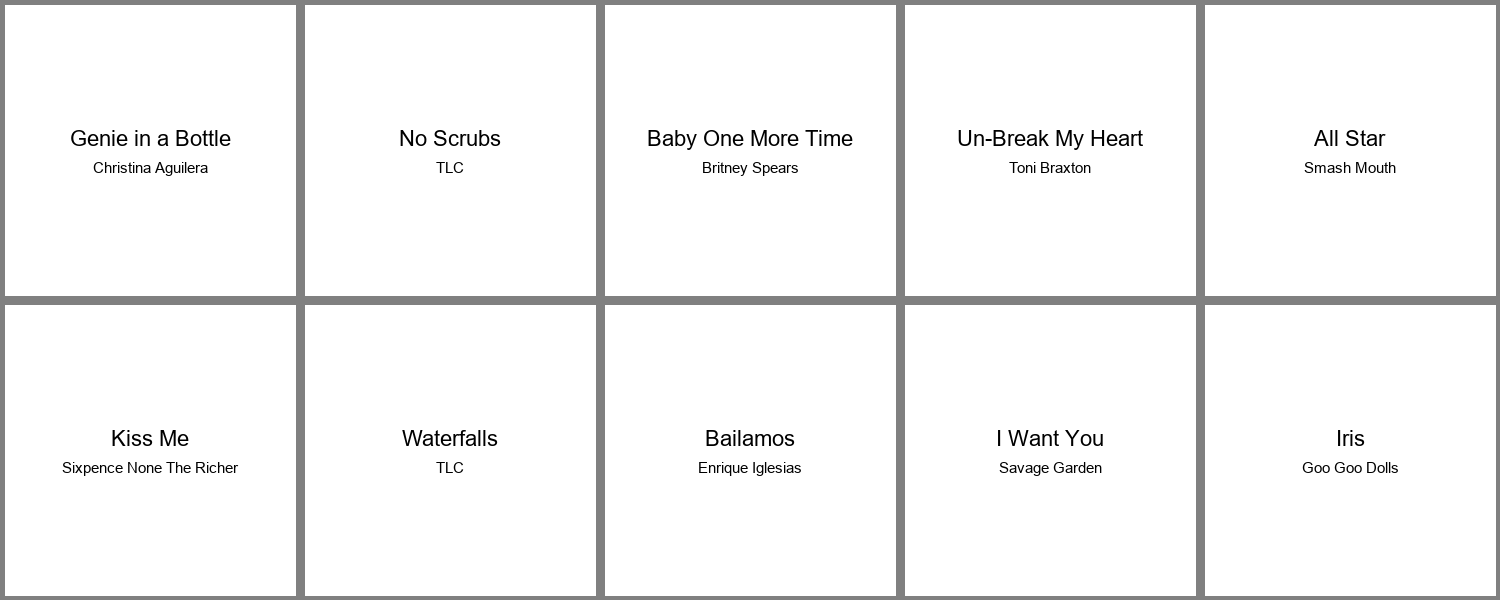 Genie in a Bottle
Christina Aguilera
No Scrubs
TLC
Baby One More Time
Britney Spears
Un-Break My Heart
Toni Braxton
All Star
Smash Mouth
Kiss Me
Sixpence None The Richer
Waterfalls
TLC
Bailamos
Enrique Iglesias
I Want You
Savage Garden
Iris
Goo Goo Dolls